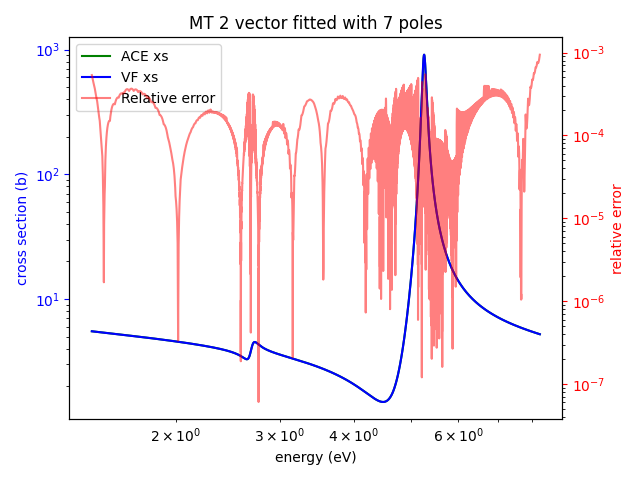 MT 2 vector fitted with 7 poles
ACE xs
VF xs
Relative error
10³
10²
10¹
cross section (b)
10⁻³
10⁻⁴
10⁻⁵
10⁻⁶
10⁻⁷
relative error
2 × 10⁰ 3 × 10⁰ 4 × 10⁰ 6 × 10⁰
energy (eV)